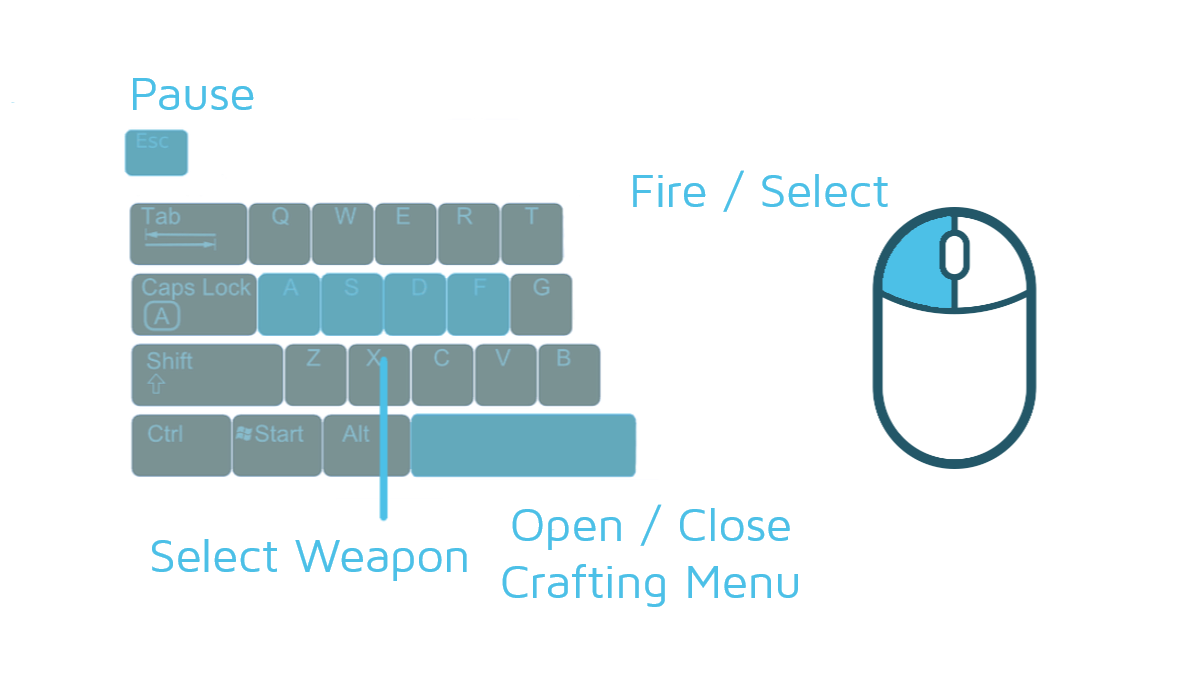 Pause
Esc
Fire / Select
Tab Q W E R T
Caps Lock A S D F G
A
Shift Z X C V B
Ctrl Start Alt
Select Weapon
Open / Close
Crafting Menu